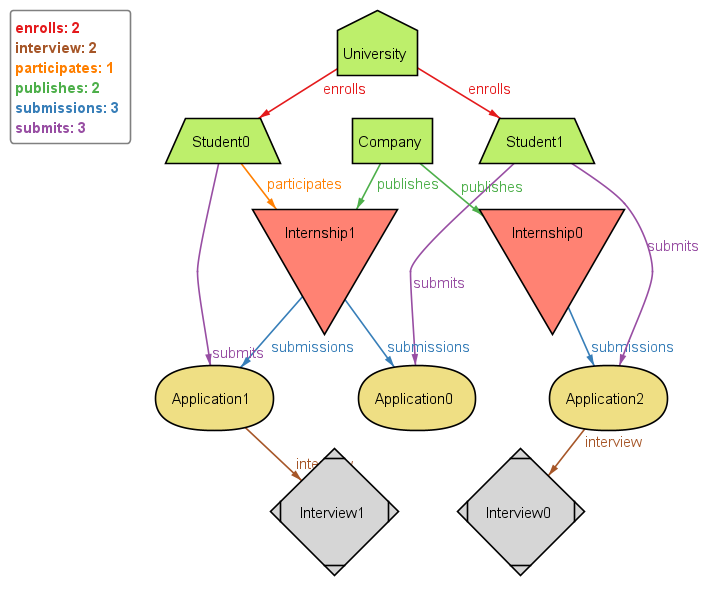 enrolls: 2
interview: 2
participates: 1
publishes: 2
submissions: 3
submits: 3
University
enrolls
enrolls
Student0
Company
Student1
participates
publishes
publishes
Internship1
Internship0
submits
submits
submits
submissions
submissions
submissions
Application1
Application0
Application2
interview
Interview1
Interview0